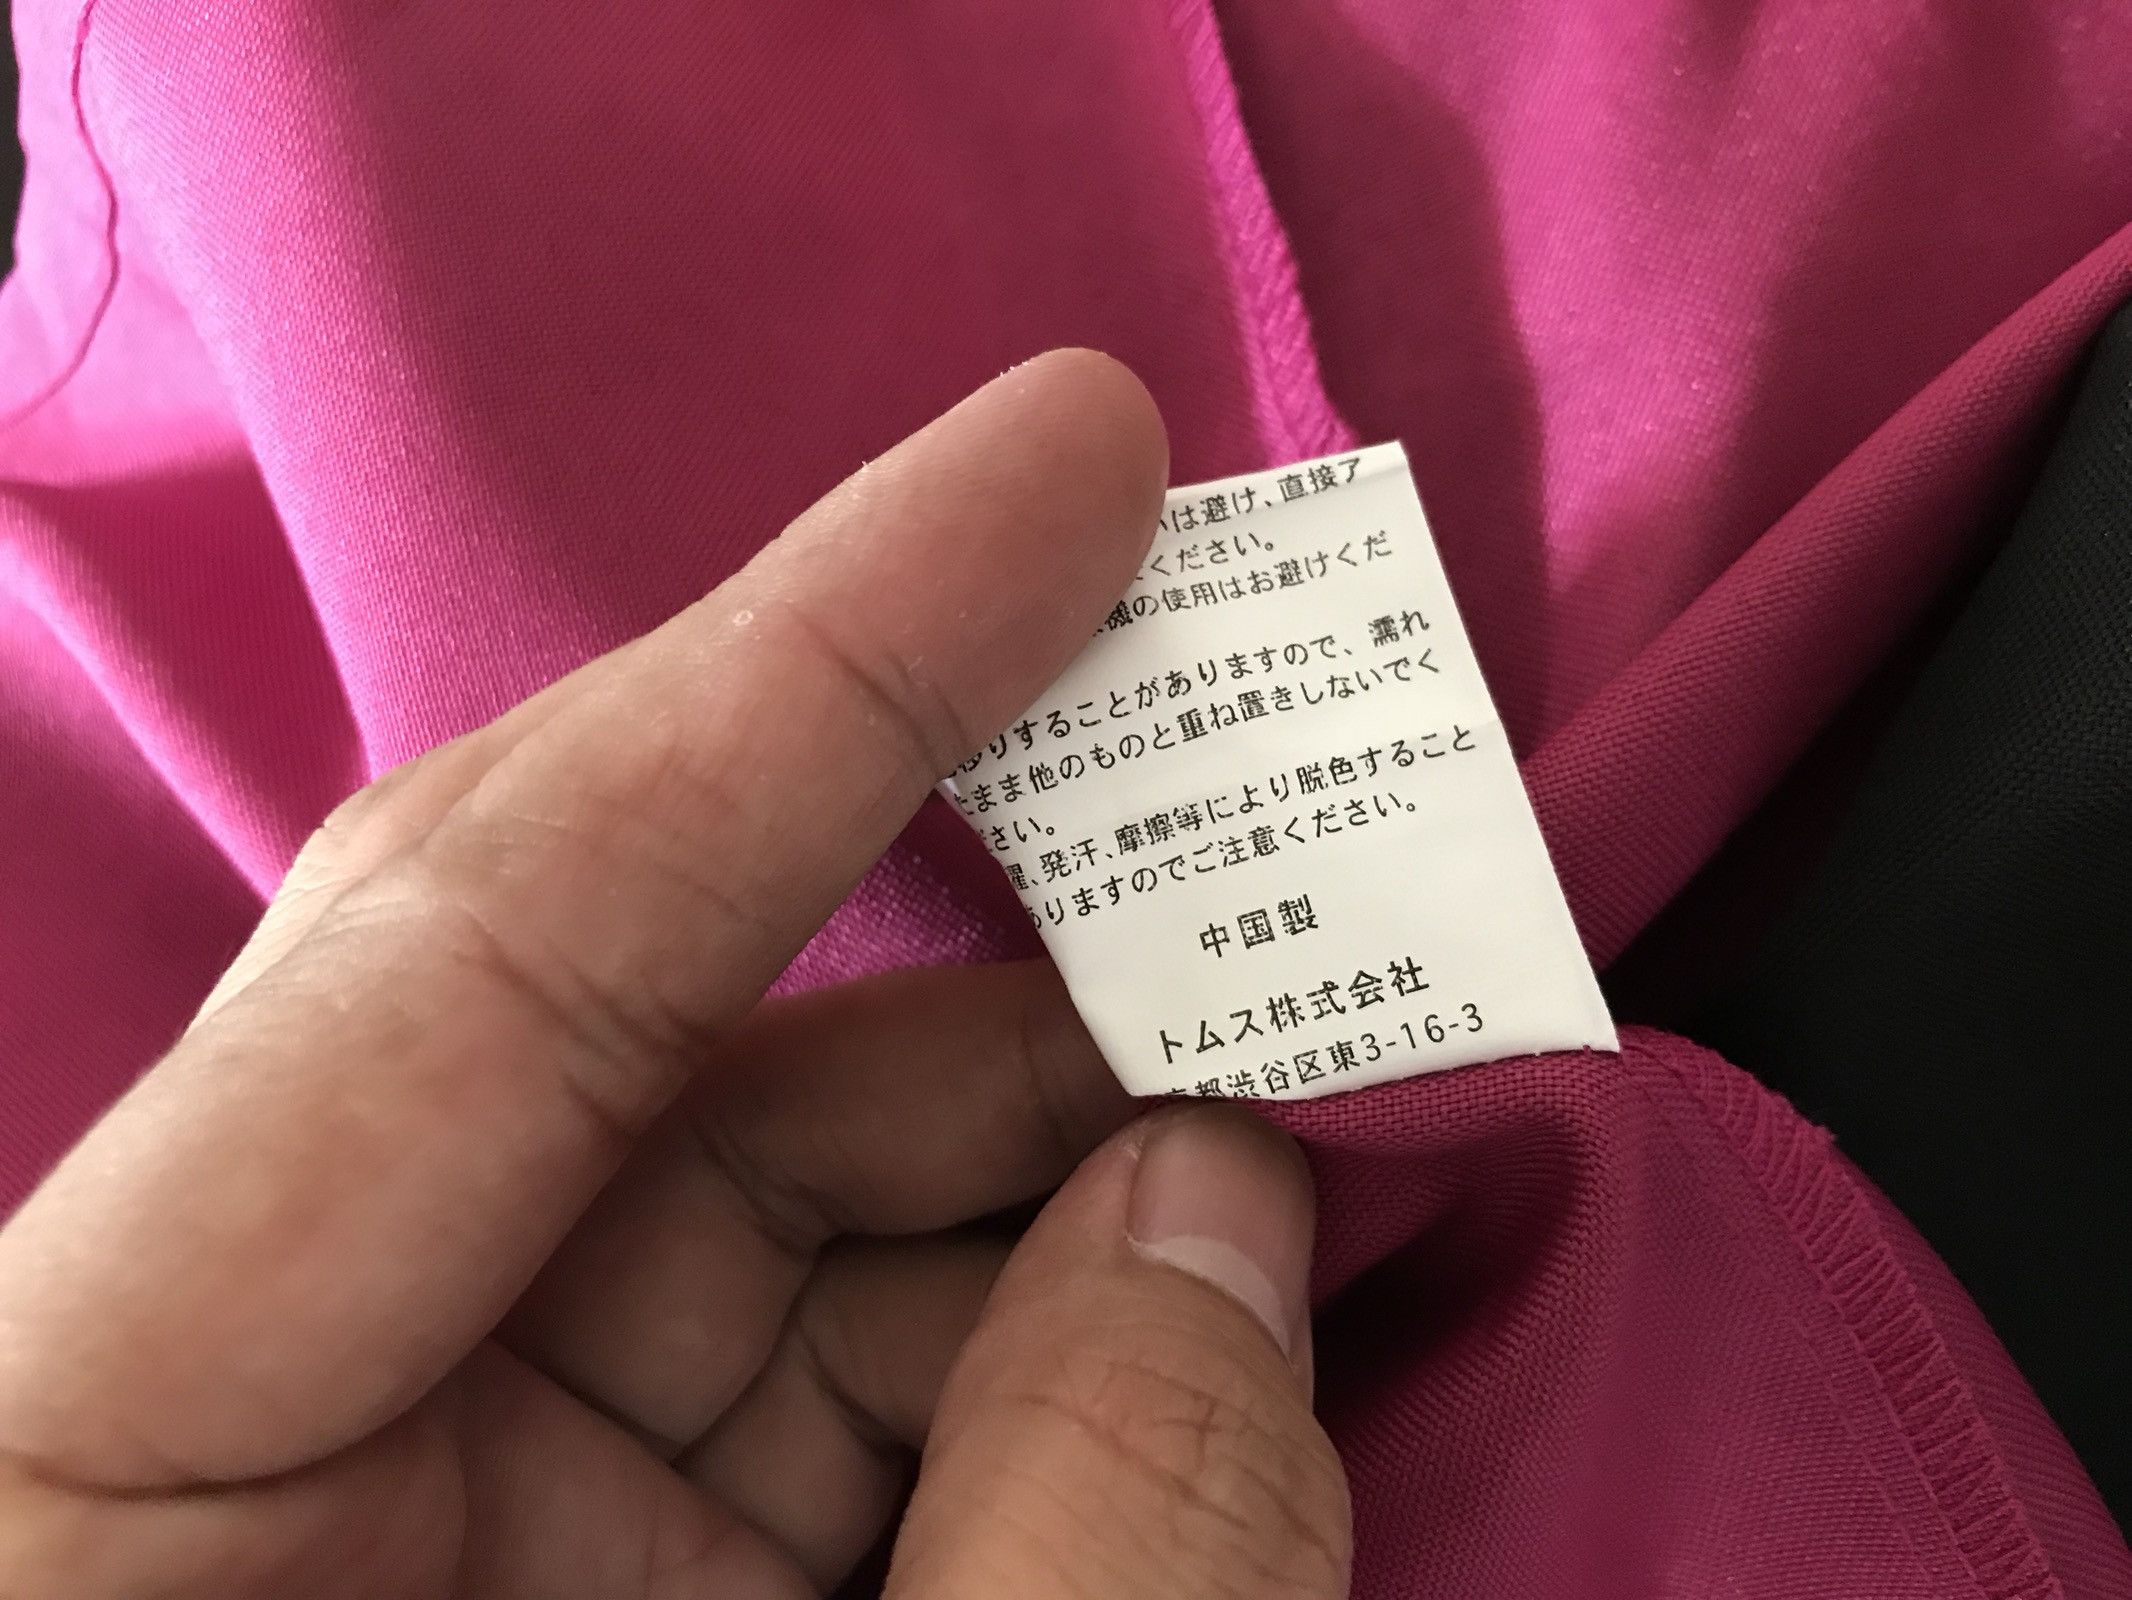 は避け、直接ア
ください。
機の使用はお避けくだ
移りすることがありますので、濡れ
たまま他のものと重ね置きしないでく
ださい。
濯、発汗、摩擦等により脱色すること
ありますのでご注意ください。
中国製
トムス株式会社
京都渋谷区東3-16-3